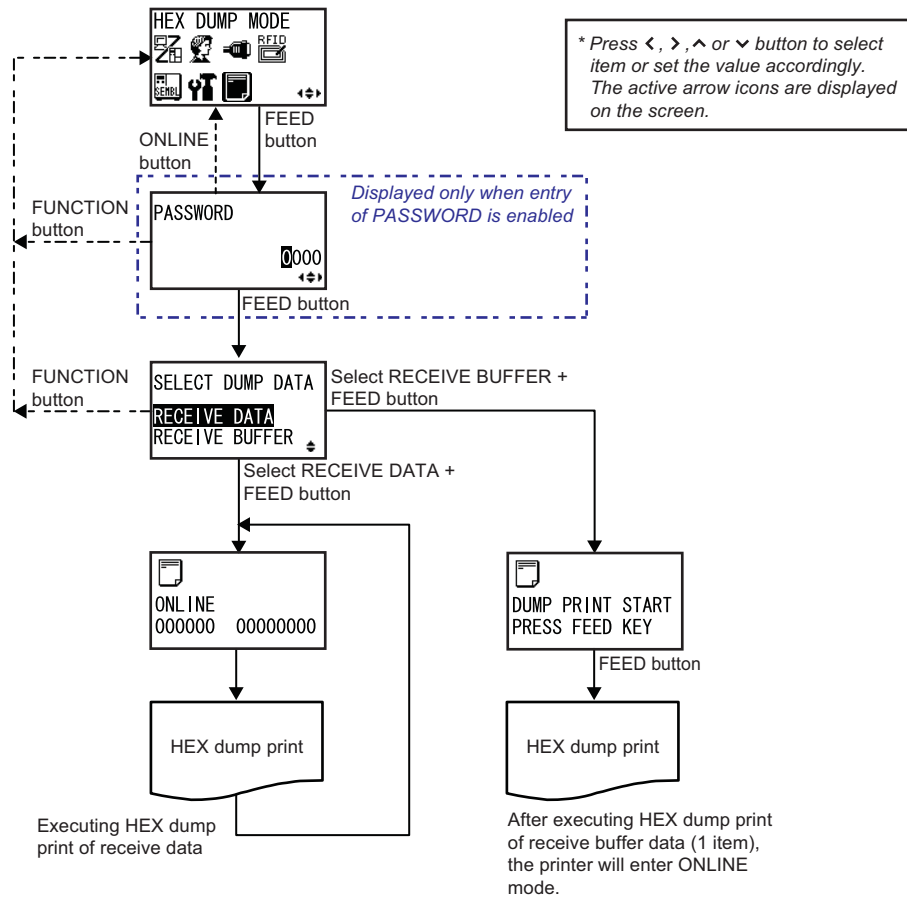 HEX DUMP MODE
RFID
SEMBL
* Press <, >, ∧ or ∨ button to select
item or set the value accordingly.
The active arrow icons are displayed
on the screen.
ONLINE
button
FEED
button
Displayed only when entry
of PASSWORD is enabled
FUNCTION
button
PASSWORD
0000
FEED button
FUNCTION
button
SELECT DUMP DATA
RECEIVE DATA
RECEIVE BUFFER
Select RECEIVE BUFFER +
FEED button
Select RECEIVE DATA +
FEED button
ONLINE
000000 00000000
DUMP PRINT START
PRESS FEED KEY
FEED button
HEX dump print
HEX dump print
Executing HEX dump
print of receive data
After executing HEX dump print
of receive buffer data (1 item),
the printer will enter ONLINE
mode.